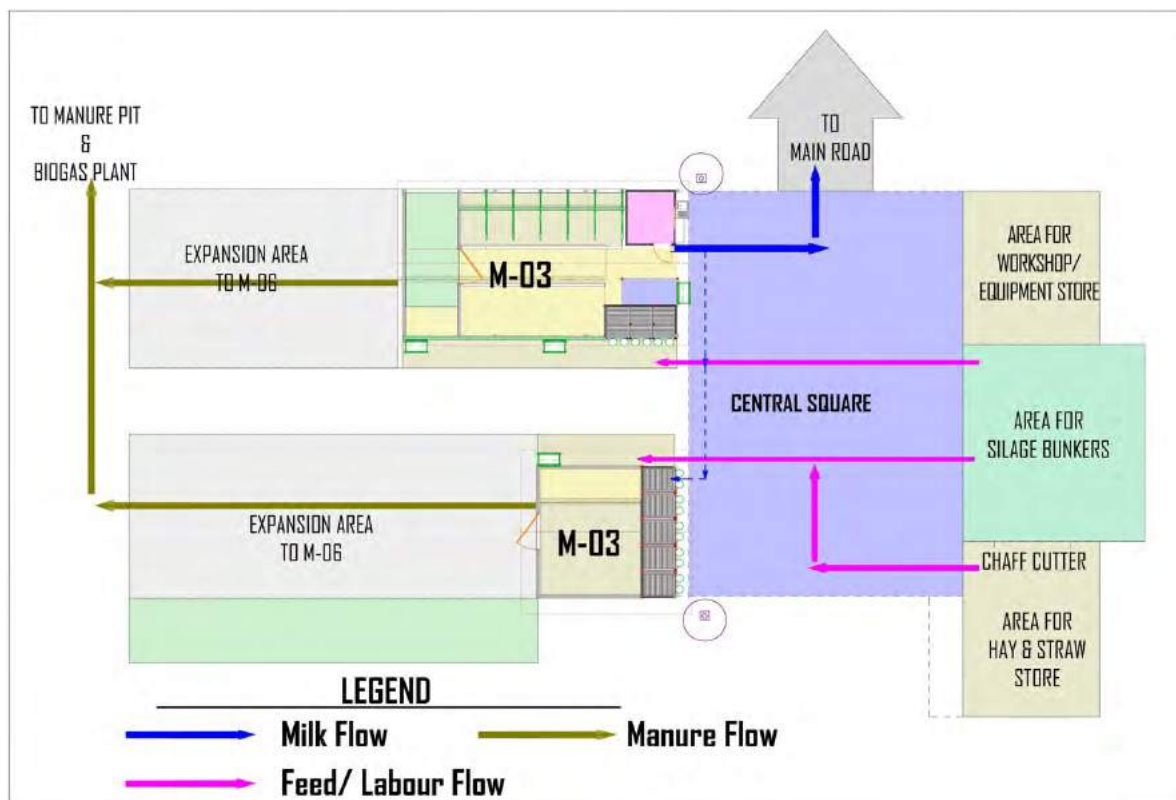 TO MANURE PIT
&
BIOGAS PLANT
TO
MAIN ROAD
EXPANSION AREA
TO M-06
M-03
AREA FOR
WORKSHOP/
EQUIPMENT STORE
CENTRAL SQUARE
AREA FOR
SILAGE BUNKERS
EXPANSION AREA
TO M-06
M-03
CHAFF CUTTER
AREA FOR
HAY & STRAW
STORE
LEGEND
Milk Flow
Manure Flow
Feed/ Labour Flow